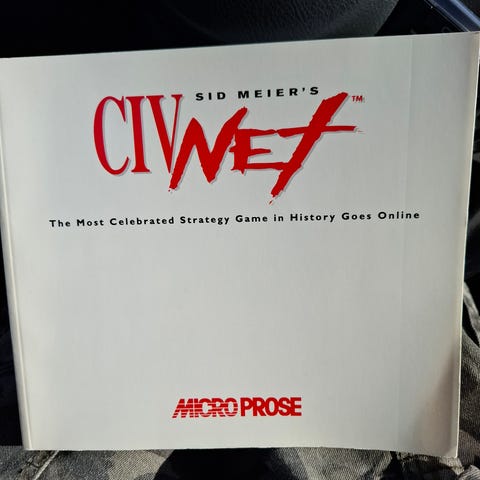 SID MEIER'S
CIVNET™
The Most Celebrated Strategy Game in History Goes Online
MICROPROSE